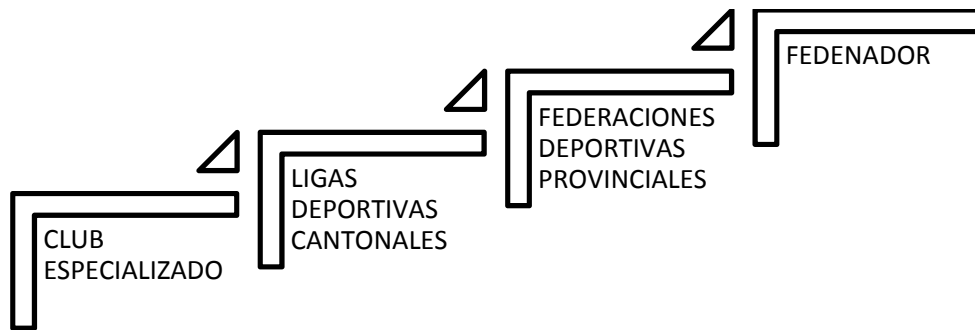 CLUB
ESPECIALIZADO
LIGAS
DEPORTIVAS
CANTONALES
FEDERACIONES
DEPORTIVAS
PROVINCIALES
FEDENADOR